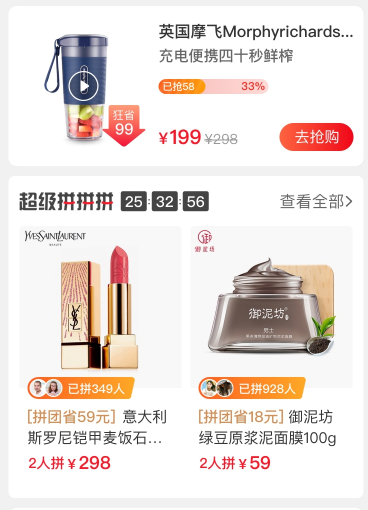 英国摩飞Morphyrichards...
充电便携四十秒鲜榨
已抢58 33%
狂省
99
¥199 ¥298 去抢购
超级拼拼拼 25:32:56 查看全部>
YVES SAINT LAURENT
BEAUTÉ
御泥坊
御泥坊
男士
已拼349人
已拼928人
[拼团省59元] 意大利
斯罗尼铠甲麦饭石...
2人拼 ¥298
[拼团省18元] 御泥坊
绿豆原浆泥面膜100g
2人拼 ¥59